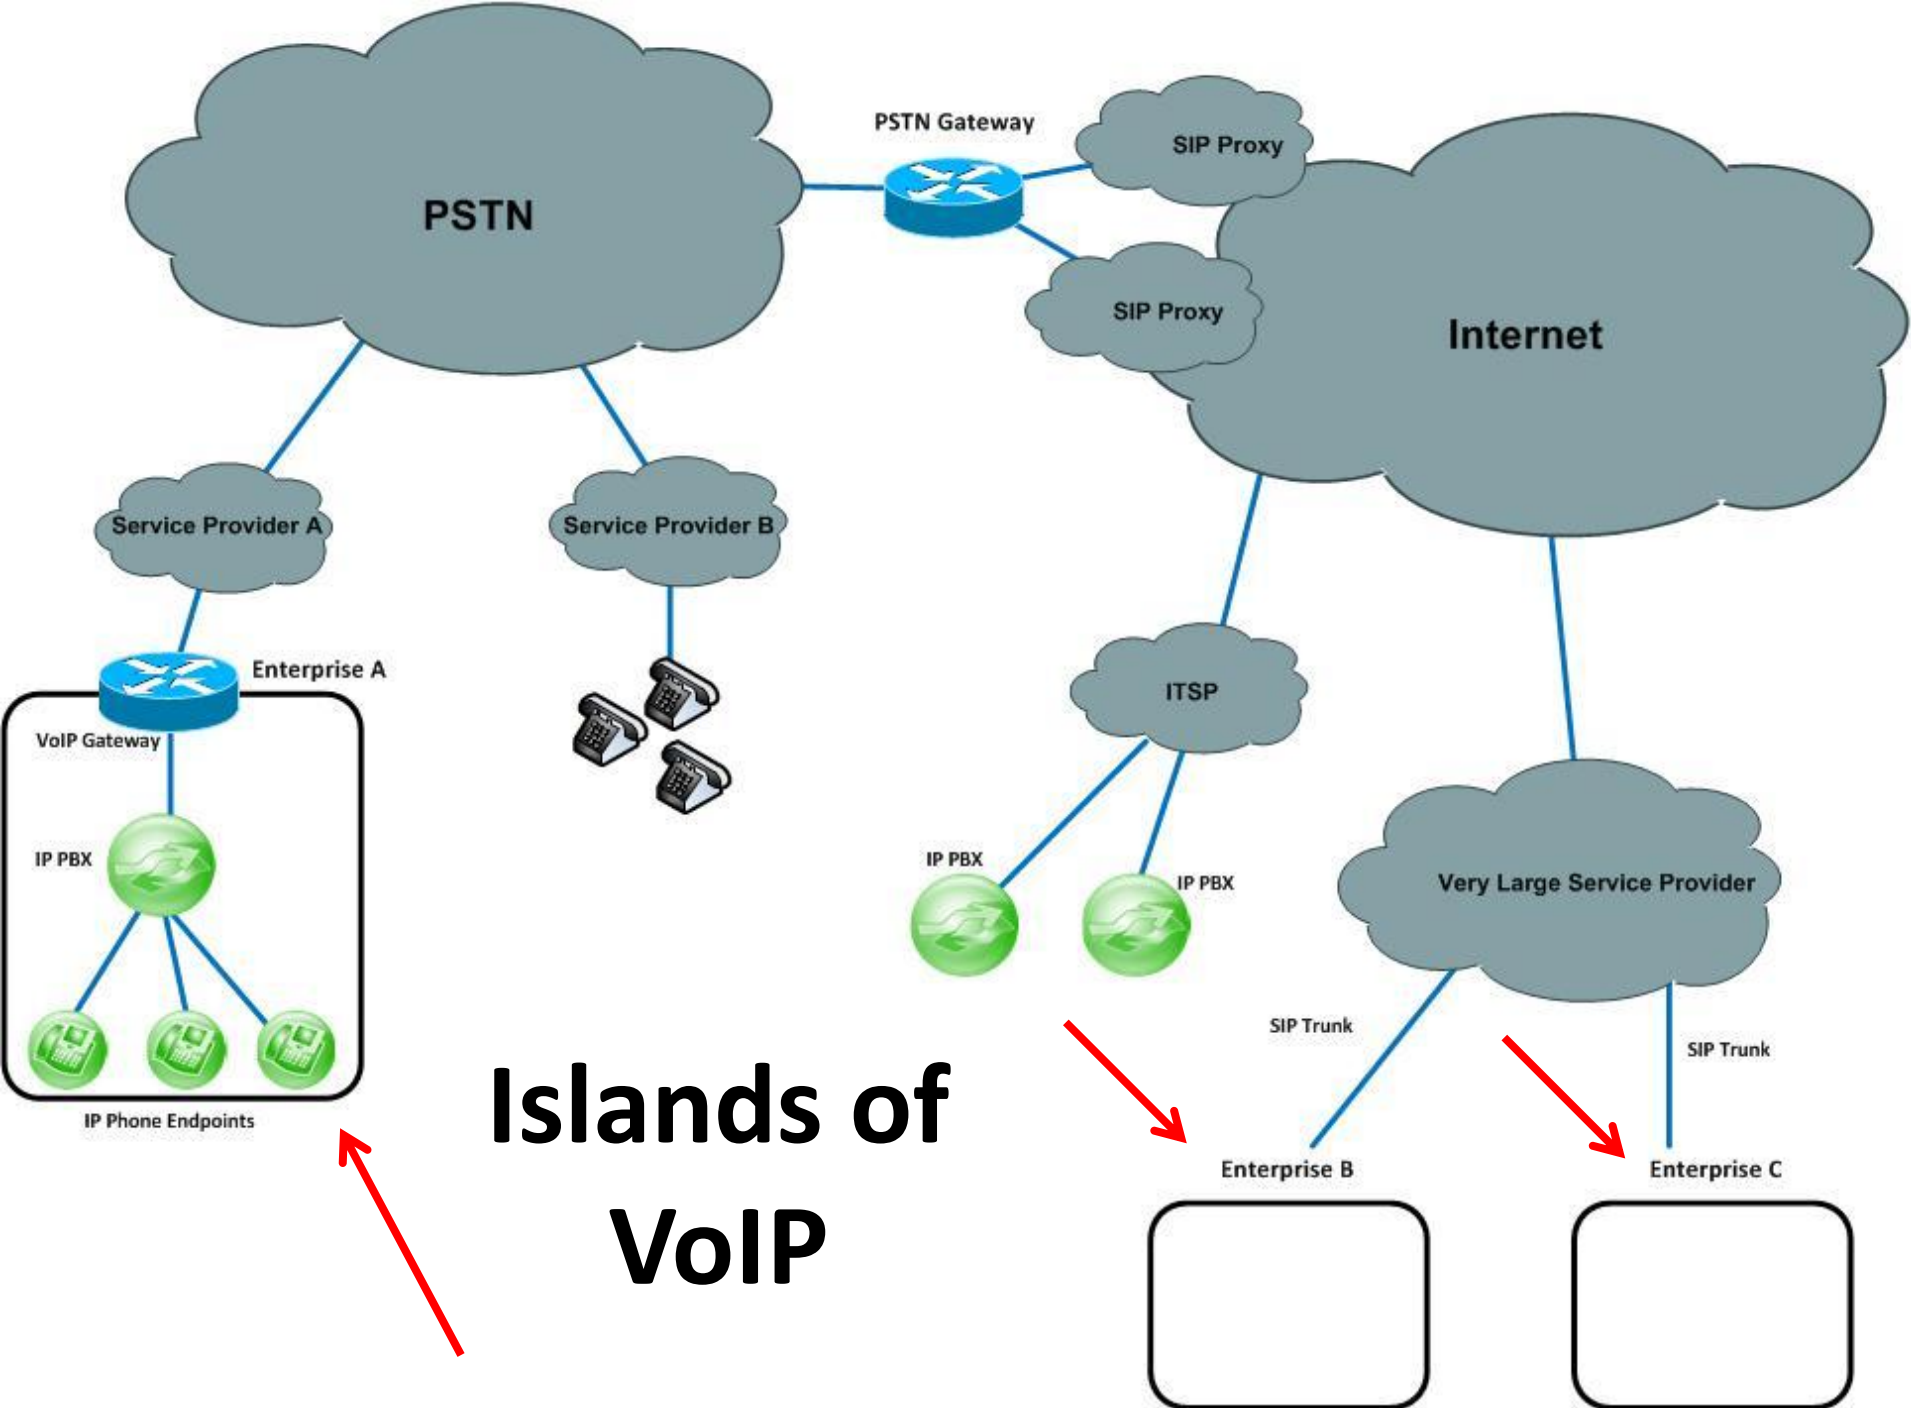 PSTN Gateway
SIP Proxy
PSTN
SIP Proxy
Internet
Service Provider A
Service Provider B
Enterprise A
ITSP
VoIP Gateway
IP PBX
IP PBX
IP PBX
Very Large Service Provider
SIP Trunk
SIP Trunk
IP Phone Endpoints
Islands of
VoIP
Enterprise B
Enterprise C